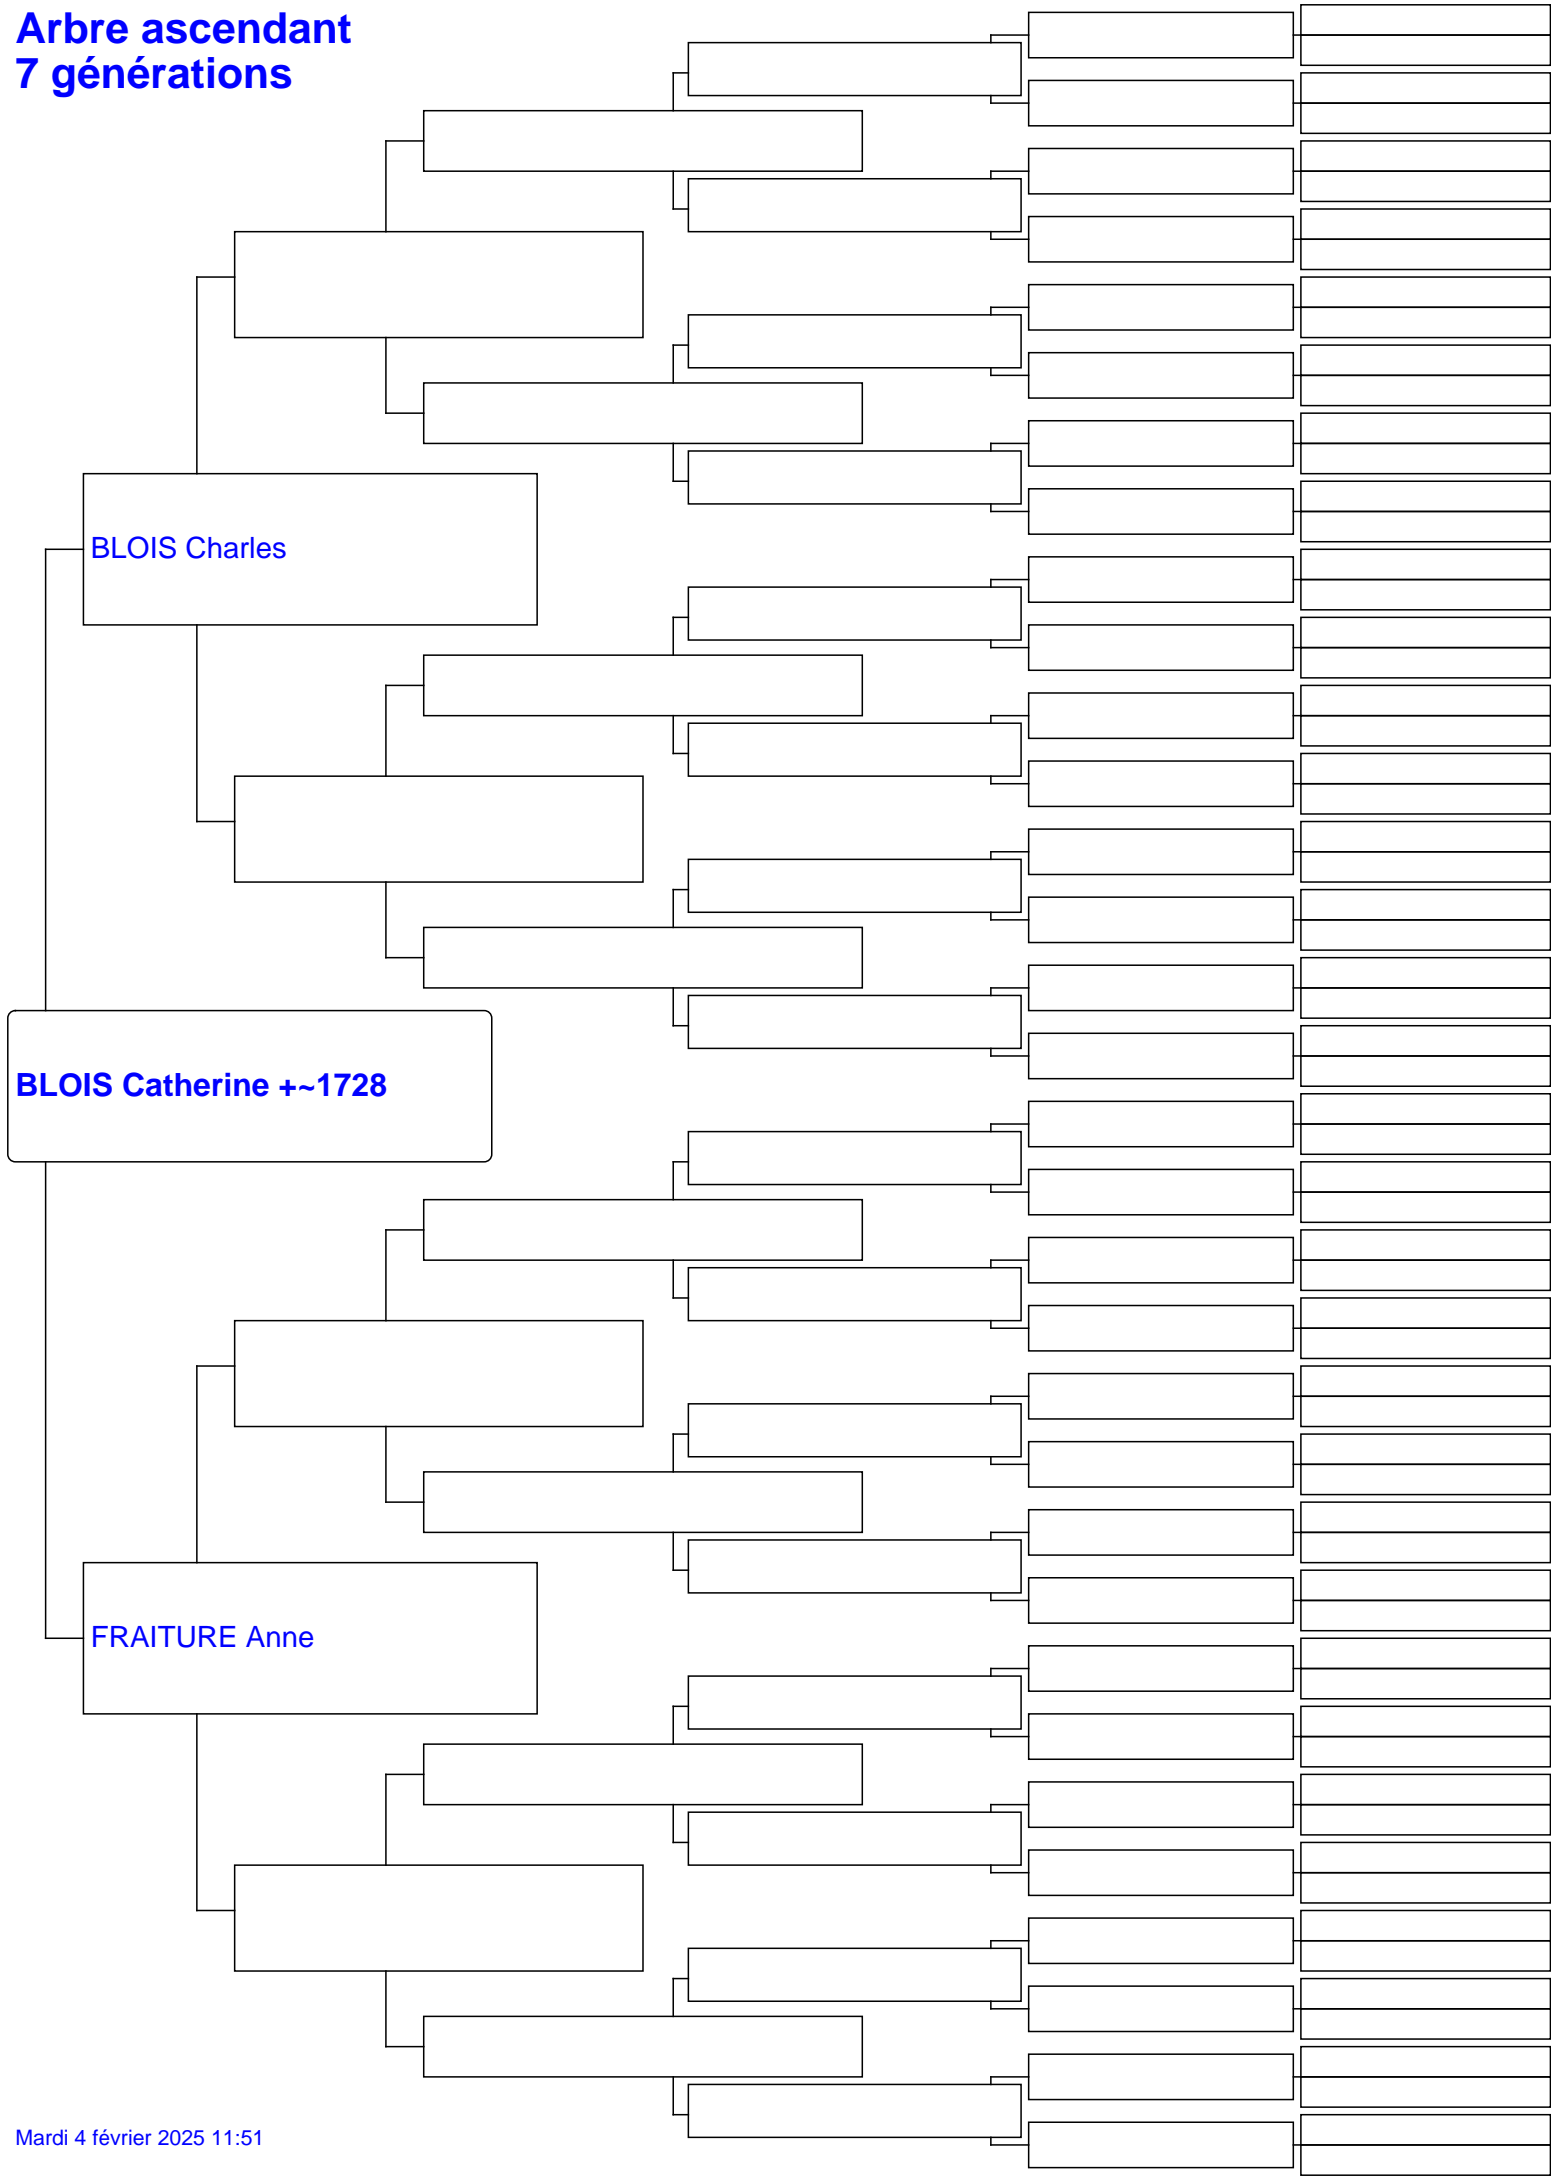 Arbre ascendant
7 générations
BLOIS Charles
BLOIS Catherine +~1728
FRAITURE Anne
Mardi 4 février 2025 11:51